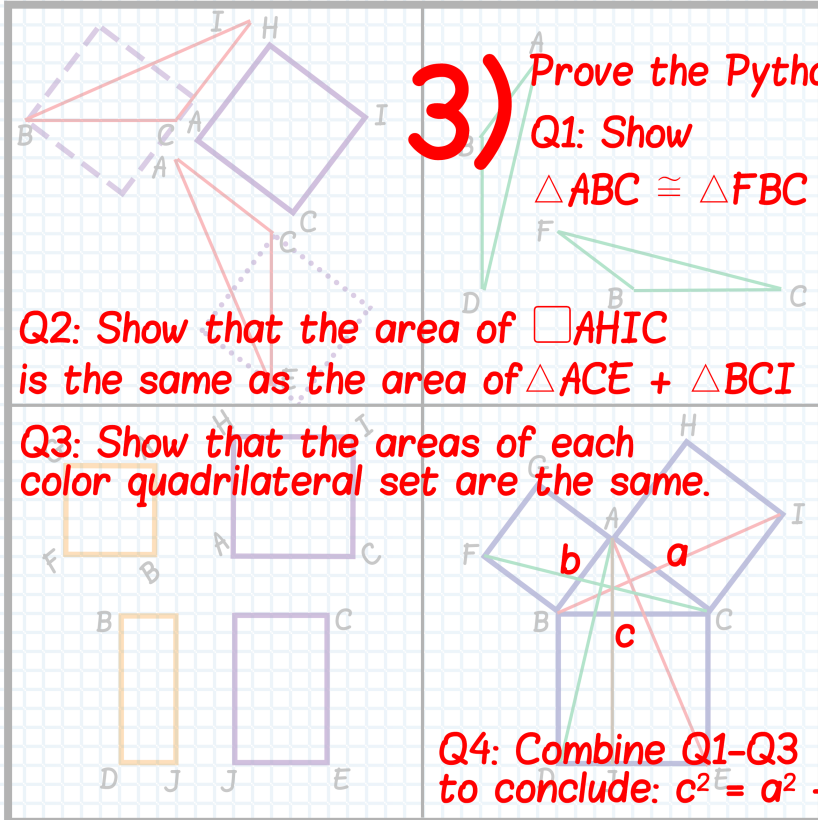 3)
Prove the Pytho
Q1: Show
△ABC ≅ △FBC
Q2: Show that the area of □AHIC
is the same as the area of △ACE + △BCI
Q3: Show that the areas of each
color quadrilateral set are the same.
Q4: Combine Q1-Q3
to conclude: c² = a²
I
H
B
C
A
I
A
C
C
E
A
B
D
F
B
C
H
I
F
B
A
C
B
D
J
C
J
E
H
G
A
I
F
b
a
B
C
c
D
E